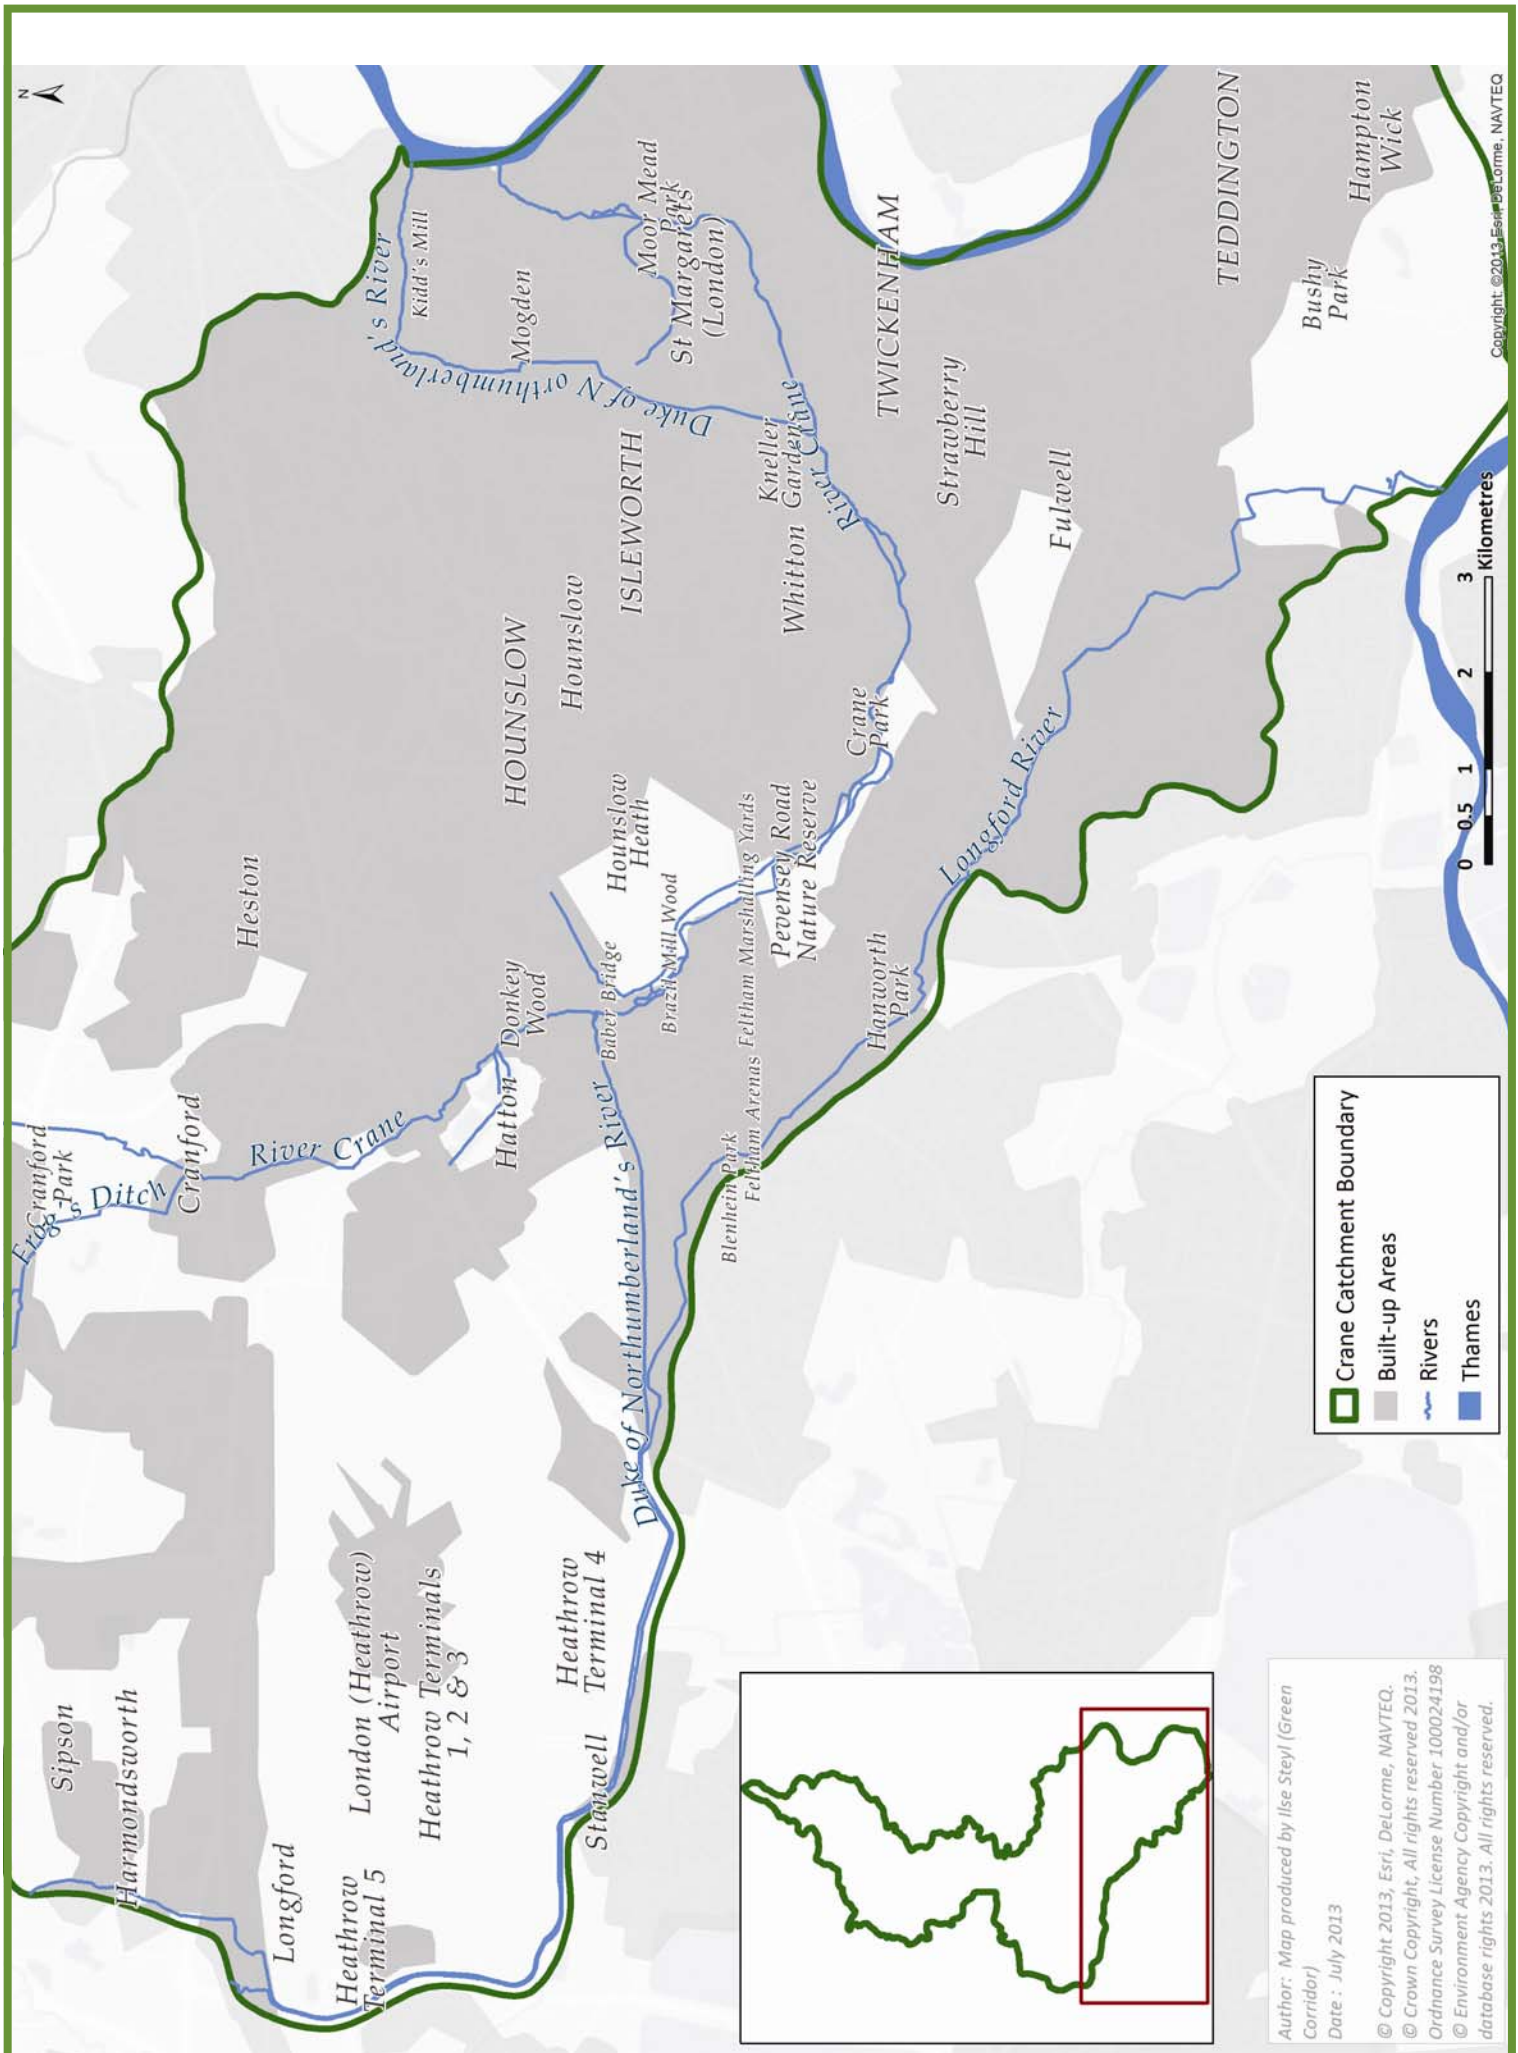 N
Sipson
Harmondsworth
Longford
Heathrow
Terminal 5
London (Heathrow)
Airport
Heathrow Terminals
1, 2 & 3
Heathrow
Terminal 4
Stanwell
Duke of Northumberland's River
Cranford
Park
Frog's Ditch
Cranford
River Crane
Heston
Hatton
Donkey
Wood
Baber Bridge
Brazil Mill Wood
Hounslow
Heath
HOUNSLOW
Hounslow
ISLEWORTH
Duke of Northumberland's River
Kidd's Mill
Mogden
Moor Mead
Park
St Margarets
(London)
Kneller
Gardens
River Crane
Whitton
TWICKENHAM
Strawberry
Hill
Fulwell
TEDDINGTON
Hampton
Wick
Bushy
Park
Crane
Park
Pevensey Road
Nature Reserve
Feltham Marshalling Yards
Feltham Arenas
Blenhein Park
Hanworth
Park
Longford River
0 0.5 1 2 3
Kilometres
Crane Catchment Boundary
Built-up Areas
Rivers
Thames
Author: Map produced by Ilse Steyl (Green
Corridor)
Date : July 2013
© Copyright 2013, Esri, DeLorme, NAVTEQ.
© Crown Copyright, All rights reserved 2013.
Ordnance Survey License Number 100024198
© Environment Agency Copyright and/or
database rights 2013. All rights reserved.
Copyright: ©2013 Esri, DeLorme, NAVTEQ